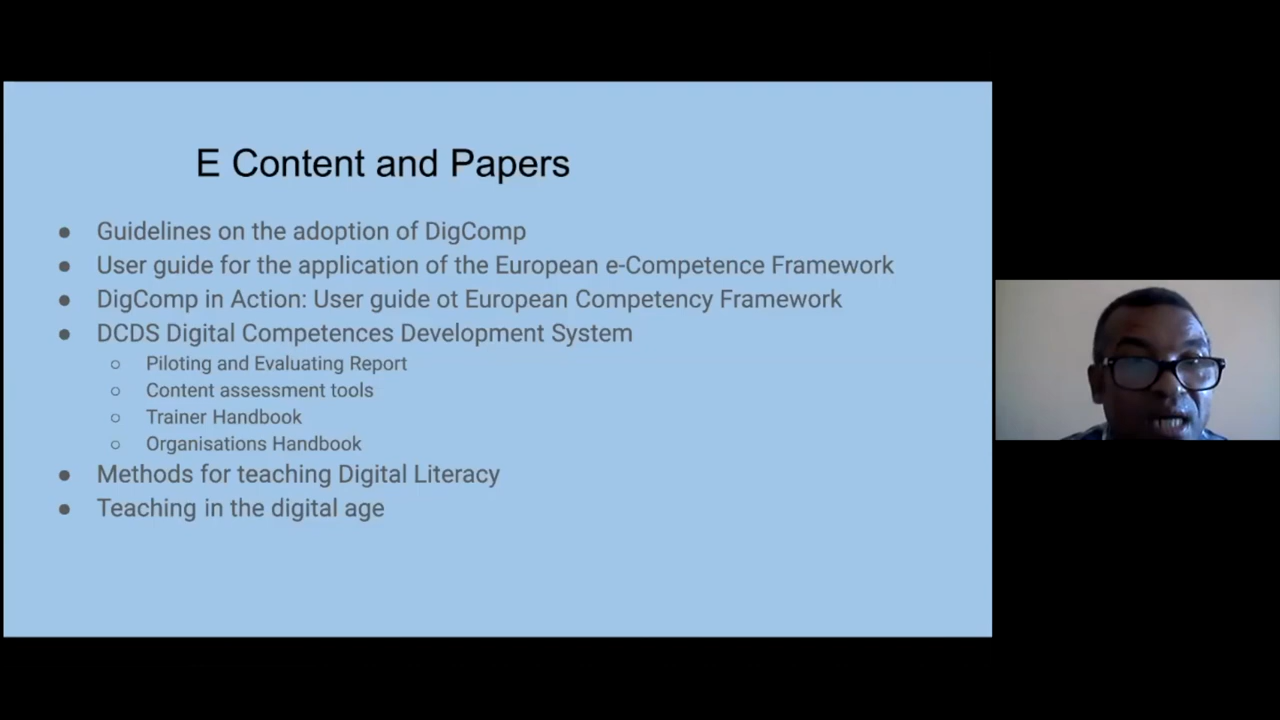 E Content and Papers
● Guidelines on the adoption of DigComp
● User guide for the application of the European e-Competence Framework
● DigComp in Action: User guide ot European Competency Framework
● DCDS Digital Competences Development System
○ Piloting and Evaluating Report
○ Content assessment tools
○ Trainer Handbook
○ Organisations Handbook
● Methods for teaching Digital Literacy
● Teaching in the digital age